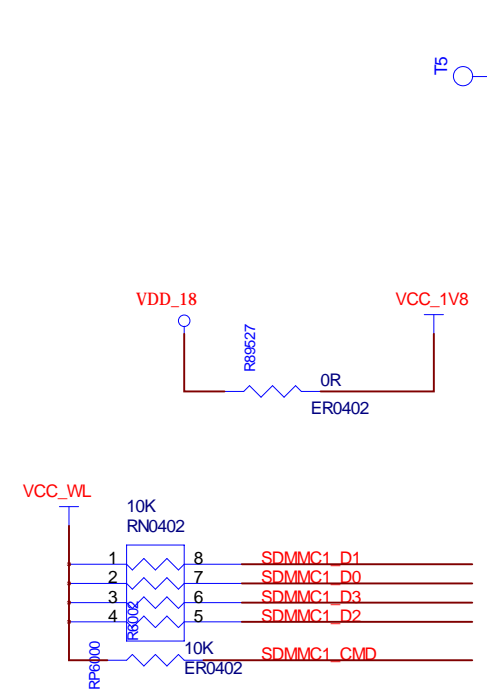 T5
VDD_18
VCC_1V8
R89527
0R
ER0402
VCC_WL
10K
RN0402
1 8 SDMMC1_D1
2 7 SDMMC1_D0
3 6 SDMMC1_D3
4 5 SDMMC1_D2
R6002
RP6000
10K
ER0402
SDMMC1_CMD